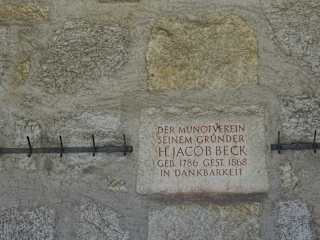 DER MUNOTVEREIN
SEINEM GRÜNDER
H. JACOB BECK
GEB. 1786 GEST. 1868
IN DANKBARKEIT